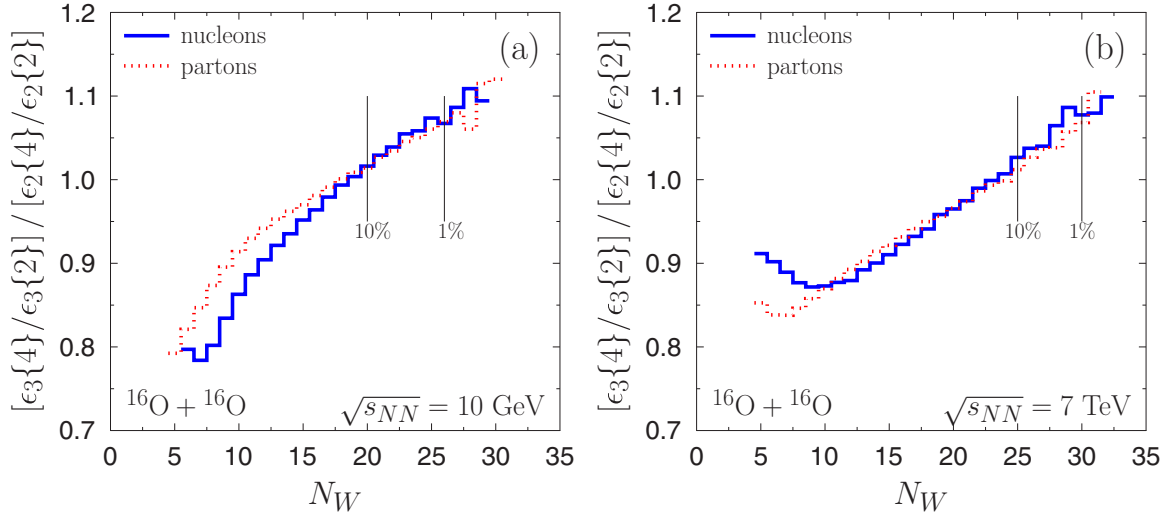 [ϵ3{4}/ϵ3{2}] / [ϵ2{4}/ϵ2{2}]
1.2
1.1
1.0
0.9
0.8
0.7
nucleons
partons
(a)
10%
1%
16O + 16O
√sNN = 10 GeV
0 5 10 15 20 25 30 35
NW
[ϵ3{4}/ϵ3{2}] / [ϵ2{4}/ϵ2{2}]
1.2
1.1
1.0
0.9
0.8
0.7
nucleons
partons
(b)
10%
1%
16O + 16O
√sNN = 7 TeV
0 5 10 15 20 25 30 35
NW